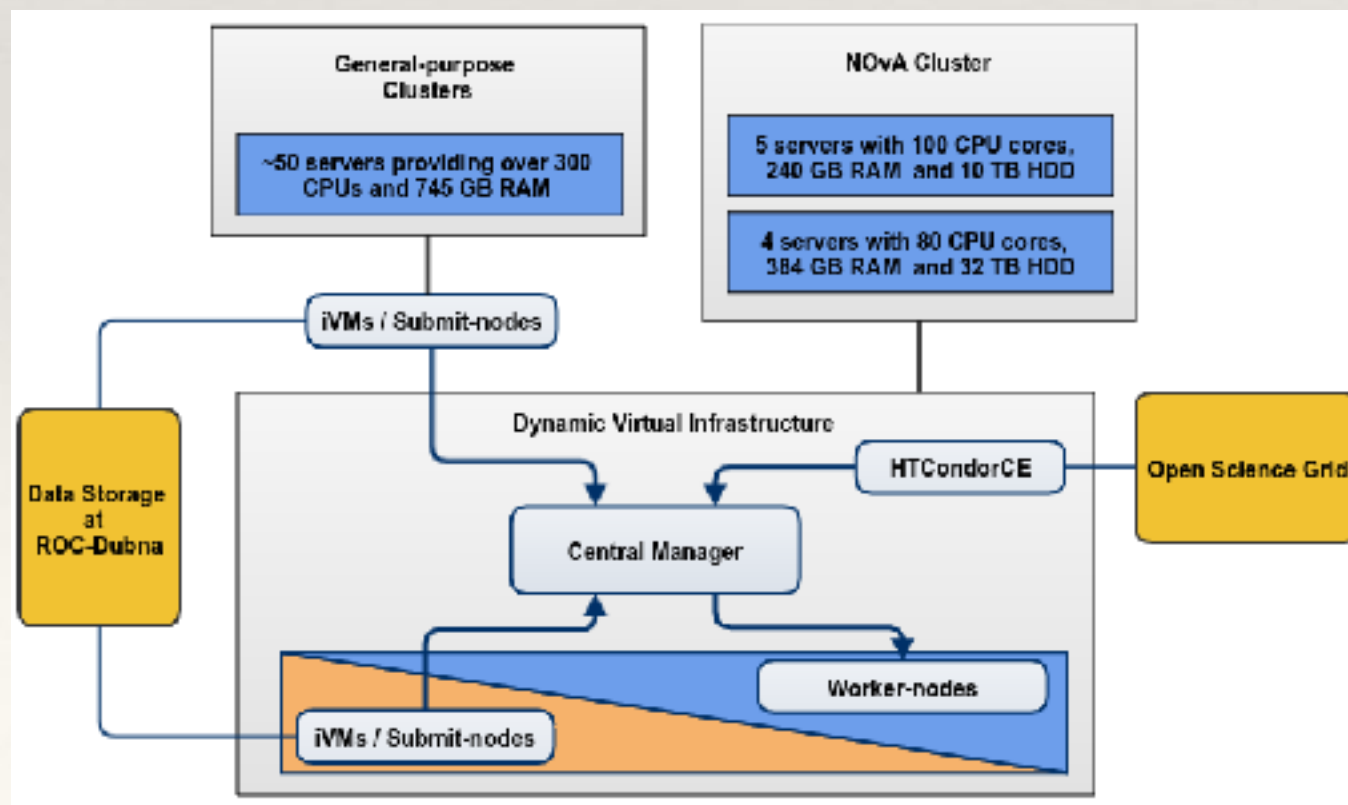 General-purpose
Clusters
~50 servers providing over 300
CPUs and 745 GB RAM
NOvA Cluster
5 servers with 100 CPU cores,
240 GB RAM and 10 TB HDD
4 servers with 80 CPU cores,
384 GB RAM and 32 TB HDD
iVMs / Submit-nodes
Dynamic Virtual Infrastructure
HTCondorCE
Open Science Grid
Data Storage
at
ROC-Dubna
Central Manager
Worker-nodes
iVMs / Submit-nodes